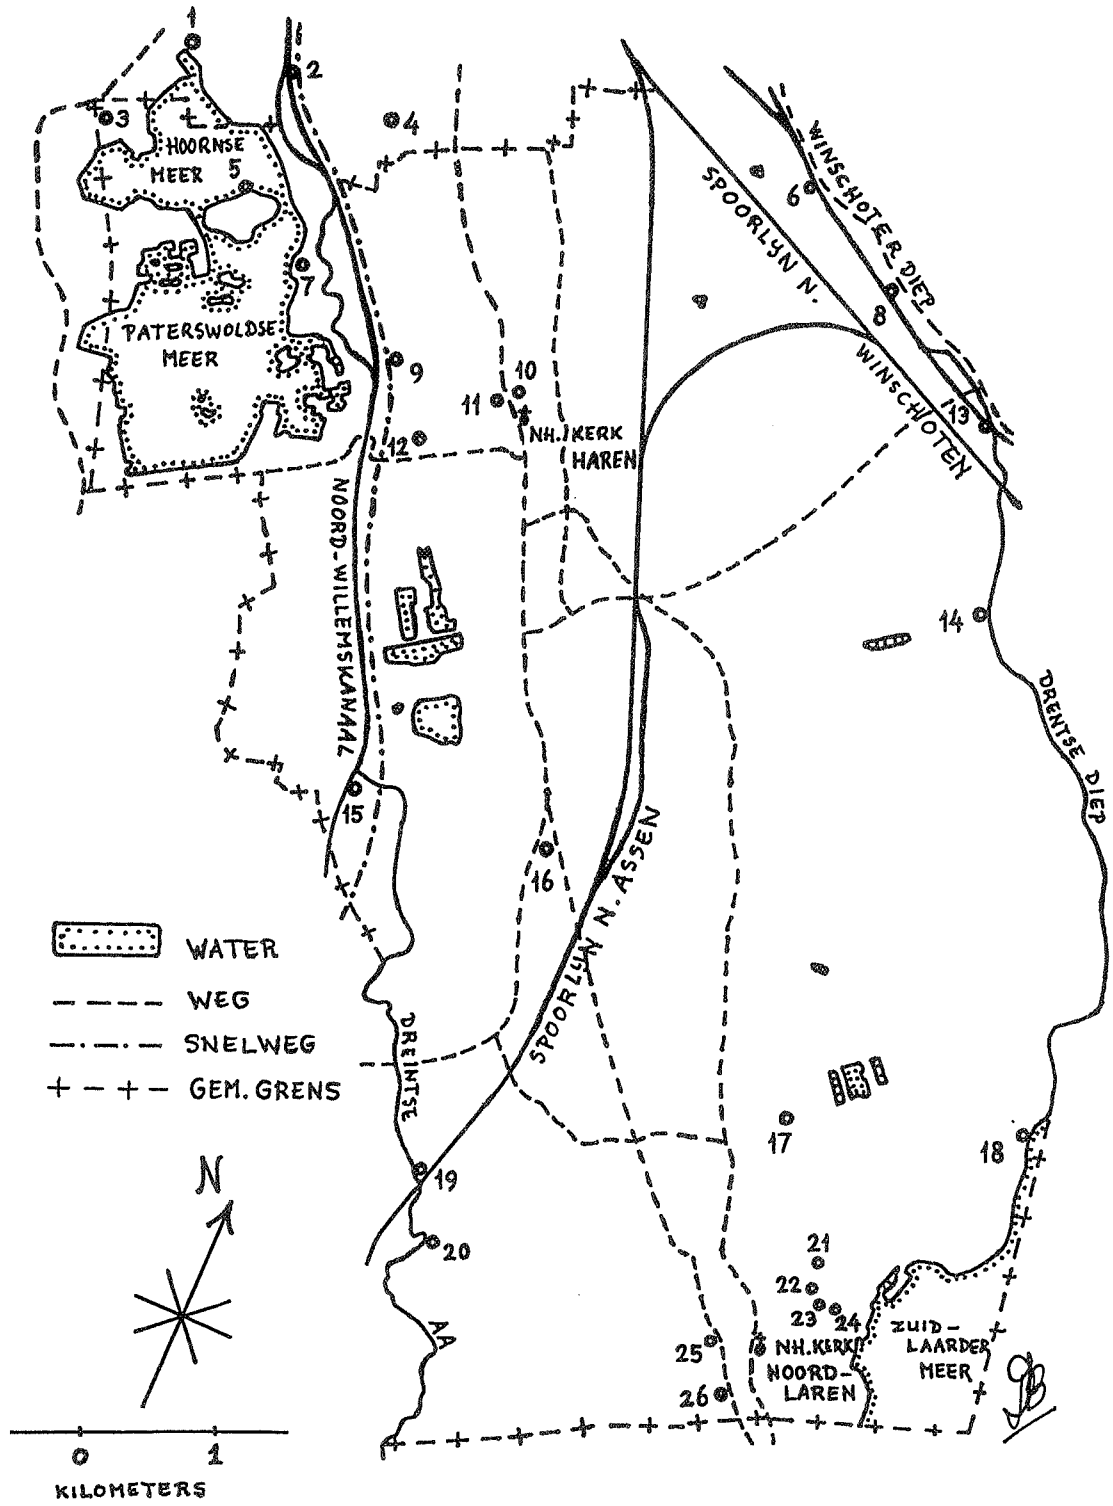 1
2
3
4
HOORNSE
MEER
5
6
WINSCHOTER DIEP
SPOORLYN N.
WINSCHOTEN
7
PATERSWOLDSE
MEER
8
9
10
11
12
13
NH. KERK
HAREN
NOORD-WILLEMSKANAAL
14
DRENTSE DIEP
15
16
SPOORLYN N. ASSEN
WATER
WEG
SNELWEG
GEM. GRENS
DREINTSE
AA
17
18
19
20
N
21
22
23
24
25
26
NH. KERK
NOORD-
LAREN
ZUID-
LAARDER
MEER
0 1
KILOMETERS